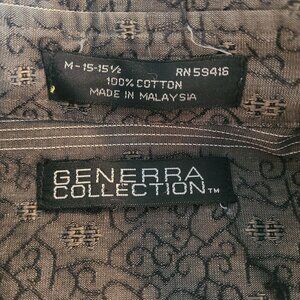 M-15-15½ RN 59416
100% COTTON
MADE IN MALAYSIA
GENERRA
COLLECTION™